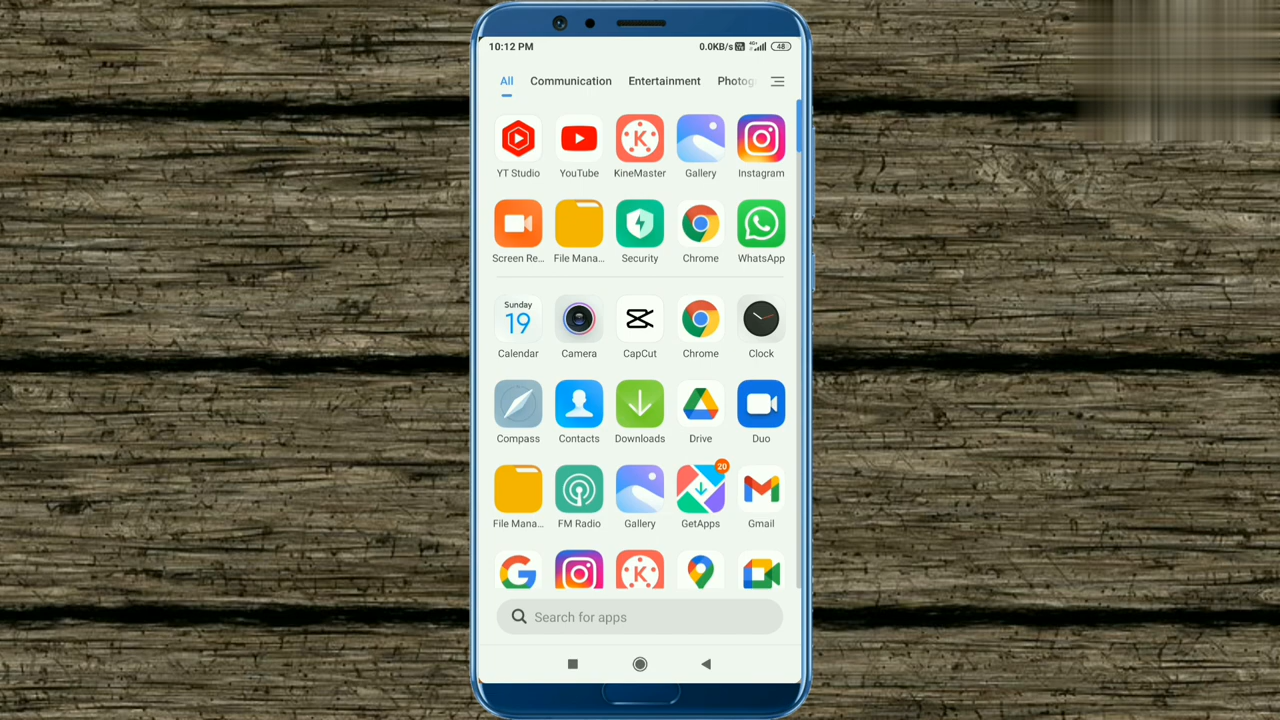 10:12 PM 0.0KB/s 48
All Communication Entertainment Photog
YT Studio YouTube KineMaster Gallery Instagram
Screen Re... File Mana... Security Chrome WhatsApp
Sunday
19
Calendar Camera CapCut Chrome Clock
Compass Contacts Downloads Drive Duo
20
File Mana... FM Radio Gallery GetApps Gmail
Search for apps